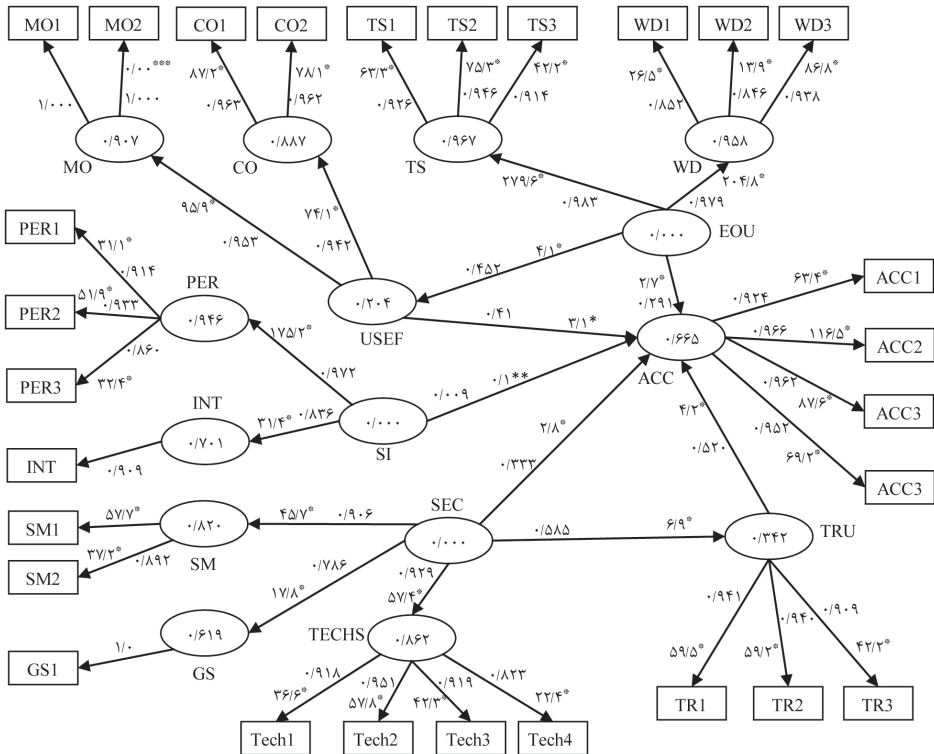 MO1 MO2 CO1 CO2 TS1 TS2 TS3 WD1 WD2 WD3
۰/۰۰***
۸۷/۲* ۷۸/۱* ۶۳/۳* ۷۵/۳* ۴۲/۲* ۲۶/۵* ۱۳/۹* ۸۶/۸*
۱/۰۰۰ ۱/۰۰۰ ۰/۹۶۳ ۰/۹۶۲ ۰/۹۲۶ ۰/۹۴۶ ۰/۹۱۴ ۰/۸۵۲ ۰/۸۴۶ ۰/۹۳۸
۰/۹۰۷ ۰/۸۸۷ ۰/۹۶۷ ۰/۹۵۸
MO CO TS WD
۲۷۹/۶* ۲۰۴/۸*
۹۵/۹* ۷۴/۱* ۰/۹۸۳ ۰/۹۷۹
PER1 ۰/۰۰۰ EOU
۳۱/۱* ۰/۹۵۳ ۰/۹۴۲ ۰/۴۵۲ ۴/۱*
۰/۹۱۴ PER ۲/۷* ۶۳/۴* ACC1
PER2 ۵۱/۹* ۰/۹۳۳ ۰/۹۴۶ ۰/۲۰۴ ۰/۲۹۱ ۰/۹۲۴
USEF ۰/۴۱ ۳/۱* ۰/۶۶۵ ۰/۹۶۶ ۱۱۶/۵* ACC2
۰/۸۶۰ ۱۷۵/۲* ACC
PER3 ۳۲/۴* ۰/۹۷۲ ۰/۰۰۹ ۰/۱** ۰/۹۶۲
INT ۸۷/۶* ACC3
۳۱/۴* ۰/۸۳۶ ۴/۲* ۰/۹۵۲
۰/۷۰۱ ۰/۰۰۰ ۲/۸*
INT ۰/۹۰۹ SI ۰/۵۲۰ ۶۹/۲*
۰/۳۳۳ ACC3
SEC
SM1 ۵۷/۷* ۰/۸۲۰ ۴۵/۷* ۰/۹۰۶ ۰/۵۸۵ ۶/۹* TRU
۳۷/۲* ۰/۰۰۰ ۰/۳۴۲
SM2 ۰/۸۹۲ SM ۰/۷۸۶ ۰/۹۲۹
۱۷/۸* ۵۷/۴* ۰/۹۴۱ ۰/۹۴۰ ۰/۹۰۹
۰/۶۱۹ TECHS ۰/۸۶۲
GS1 ۱/۰ GS ۵۹/۵* ۵۹/۲* ۴۲/۲*
۰/۹۱۸ ۰/۹۵۱ ۰/۹۱۹ ۰/۸۲۳
۳۶/۶* ۵۷/۸* ۴۲/۳* ۲۲/۴* TR1 TR2 TR3
Tech1 Tech2 Tech3 Tech4